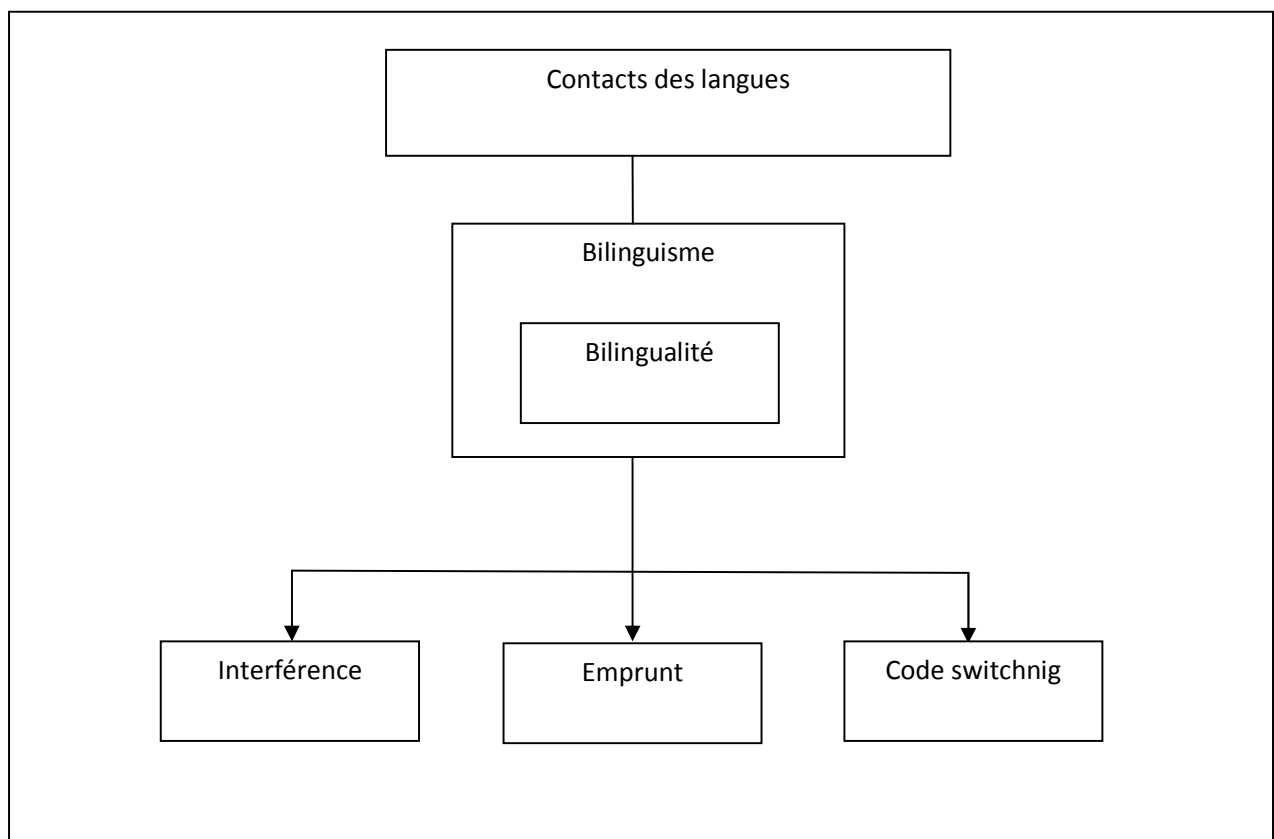 Contacts des langues
Bilinguisme
Bilingualité
Interférence
Emprunt
Code switchnig